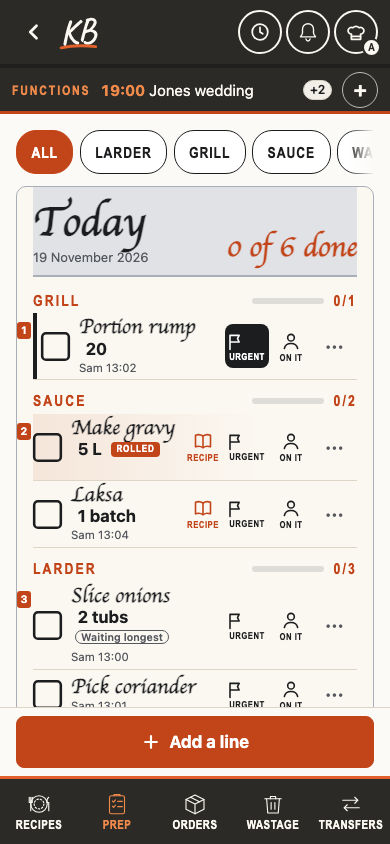 KB
A
FUNCTIONS 19:00 Jones wedding +2 +
ALL LARDER GRILL SAUCE WA
Today
19 November 2026
0 of 6 done
GRILL 0/1
1
Portion rump
20
Sam 13:02
URGENT ON IT
SAUCE 0/2
2
Make gravy
5 L ROLLED
RECIPE URGENT ON IT
Laksa
1 batch
Sam 13:04
RECIPE URGENT ON IT
LARDER 0/3
3
Slice onions
2 tubs
Waiting longest
Sam 13:00
URGENT ON IT
Pick coriander
Sam 13:01
URGENT ON IT
+ Add a line
RECIPES PREP ORDERS WASTAGE TRANSFERS